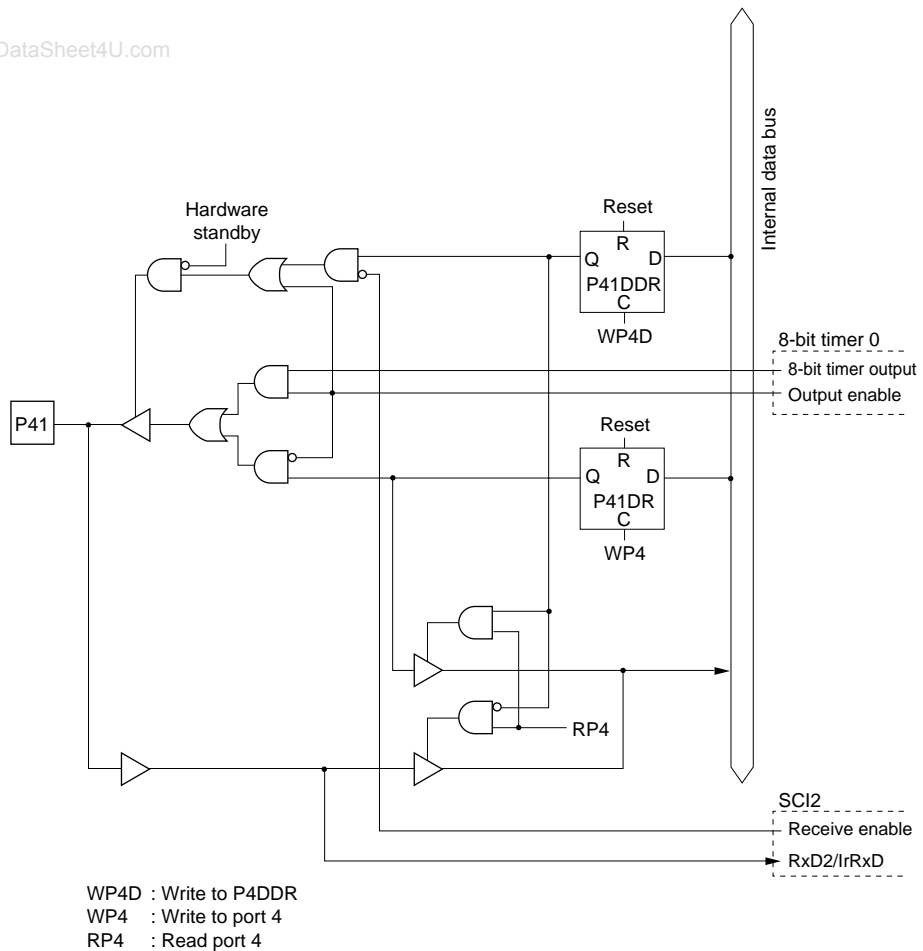 DataSheet4U.com
Internal data bus
Hardware
standby
Reset
R
Q D
P41DDR
C
WP4D
8-bit timer 0
8-bit timer output
Output enable
P41
Reset
R
Q D
P41DR
C
WP4
RP4
SCI2
Receive enable
RxD2/IrRxD
WP4D : Write to P4DDR
WP4 : Write to port 4
RP4 : Read port 4